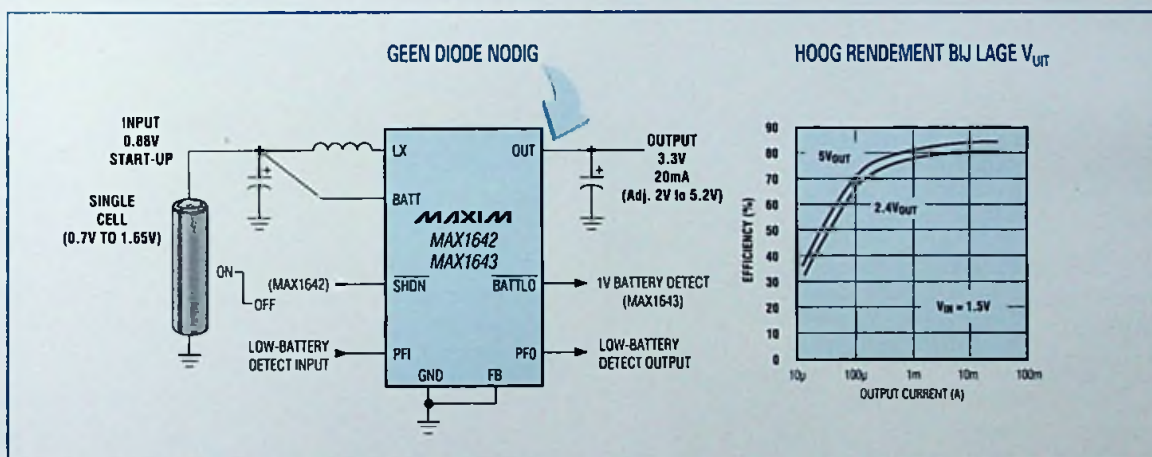 GEEN DIODE NODIG
INPUT
0.88V
START-UP
SINGLE
CELL
(0.7V TO 1.65V)
ON
OFF
LX
OUT
BATT
MAXIM
MAX1642
MAX1643
OUTPUT
3.3V
20mA
(Adj. 2V to 5.2V)
(MAX1642)
SHDN
BATTLO
1V BATTERY DETECT
(MAX1643)
LOW-BATTERY
DETECT INPUT
PFI
PFO
LOW-BATTERY
DETECT OUTPUT
GND
FB
HOOG RENDEMENT BIJ LAGE VUIT
EFFICIENCY (%)
90
80
70
60
50
40
30
20
10
0
5VOUT
2.4VOUT
VIN = 1.5V
10µ
100µ
1m
10m
100m
OUTPUT CURRENT (A)